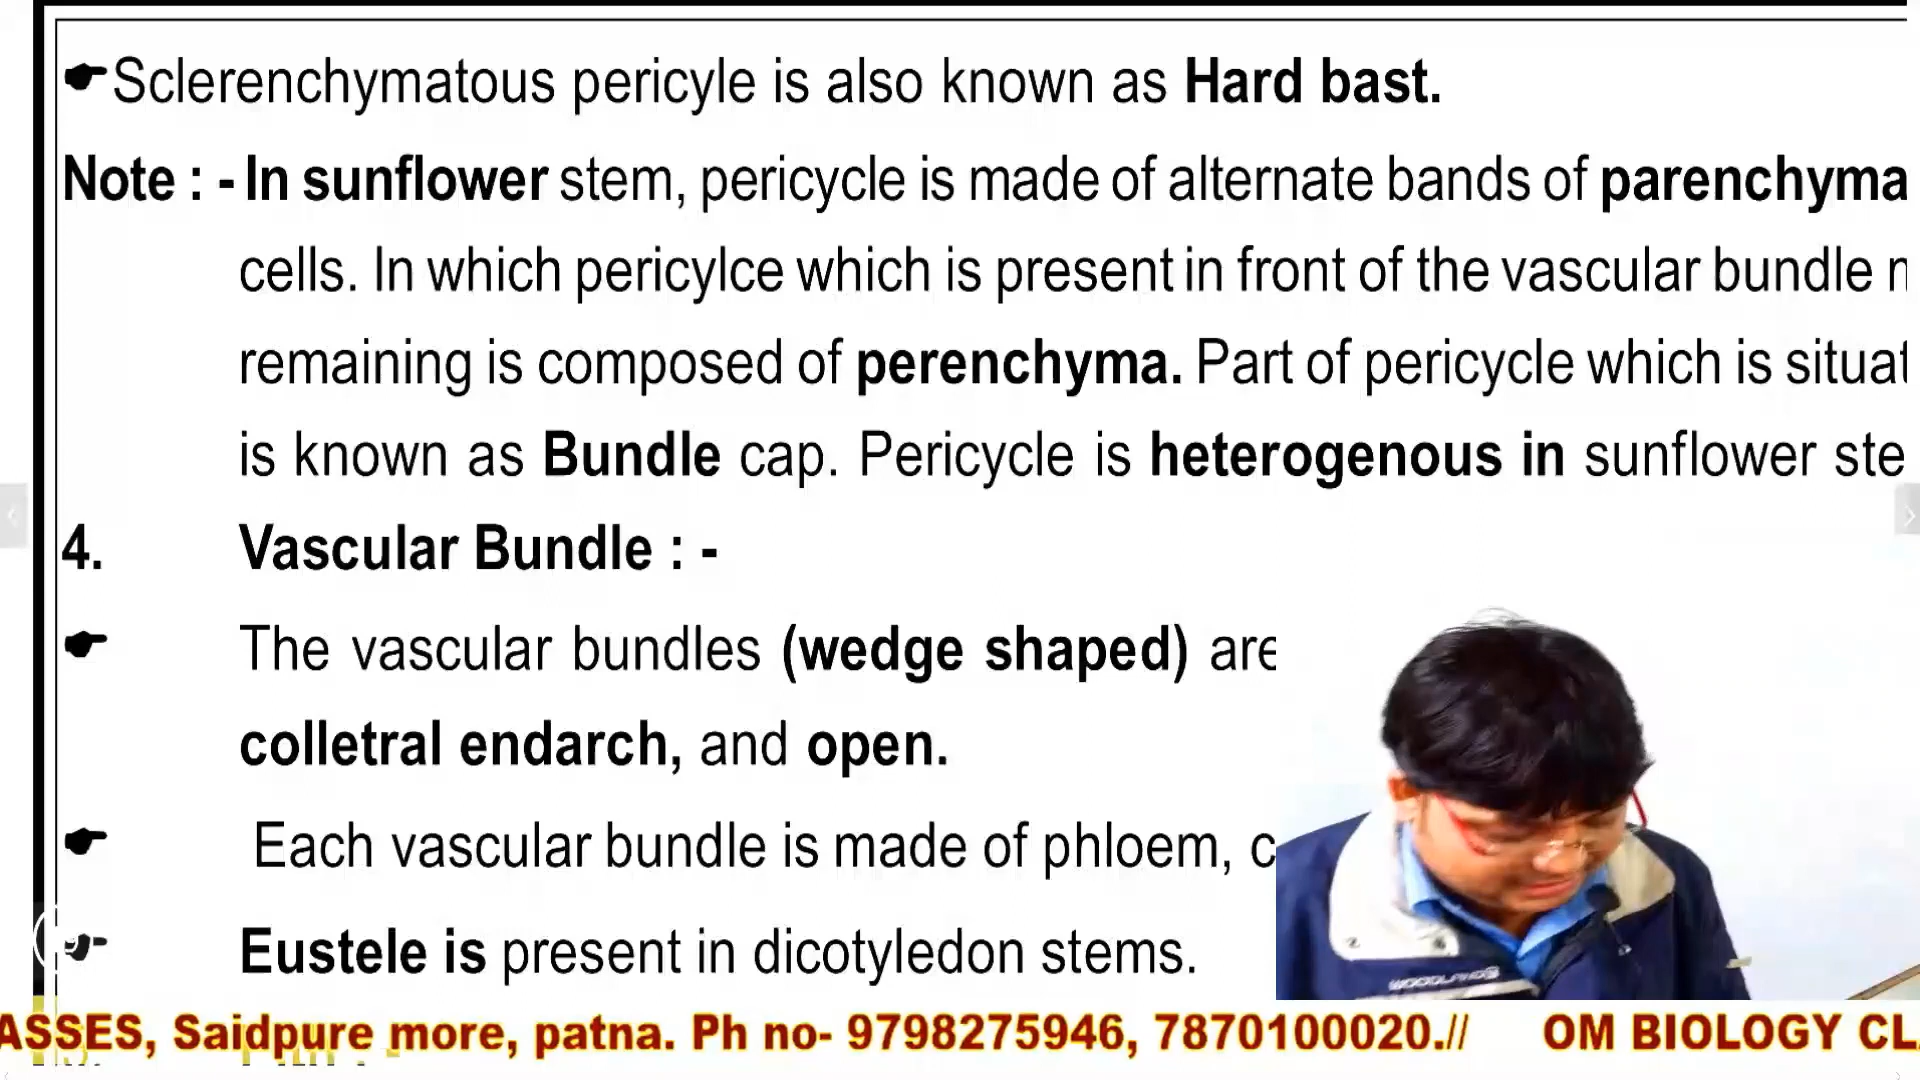 Sclerenchymatous pericyle is also known as Hard bast.
Note : - In sunflower stem, pericycle is made of alternate bands of parenchyma
cells. In which pericylce which is present in front of the vascular bundle
remaining is composed of perenchyma. Part of pericycle which is situat
is known as Bundle cap. Pericycle is heterogenous in sunflower ste
4. Vascular Bundle : -
The vascular bundles (wedge shaped) are
colletral endarch, and open.
Each vascular bundle is made of phloem, c
Eustele is present in dicotyledon stems.
ASSES, Saidpure more, patna. Ph no- 9798275946, 7870100020.// OM BIOLOGY CL
WOODLAND